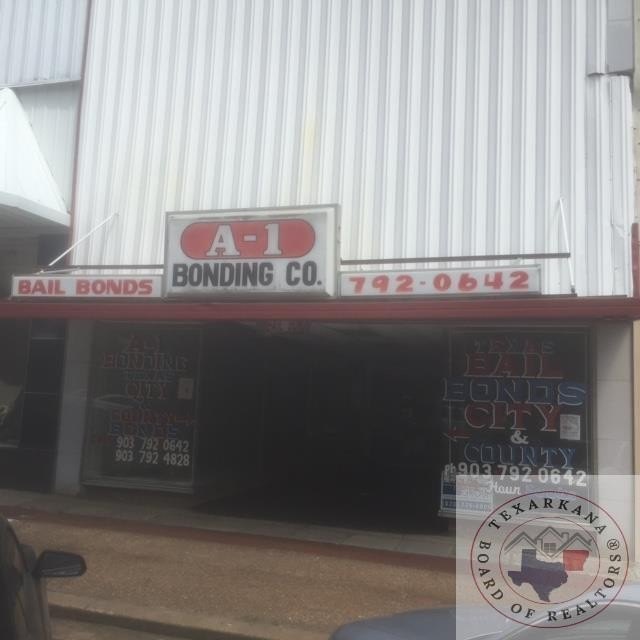 A-1
BONDING CO.
BAIL BONDS
792-0642
A-1
BONDING
CITY
BONDS
903 792 0642
903 792 4828
TEXAS
BAIL
BONDS
CITY
&
COUNTY
903 792 0642
Hour
TEXARKANA
BOARD OF REALTORS®